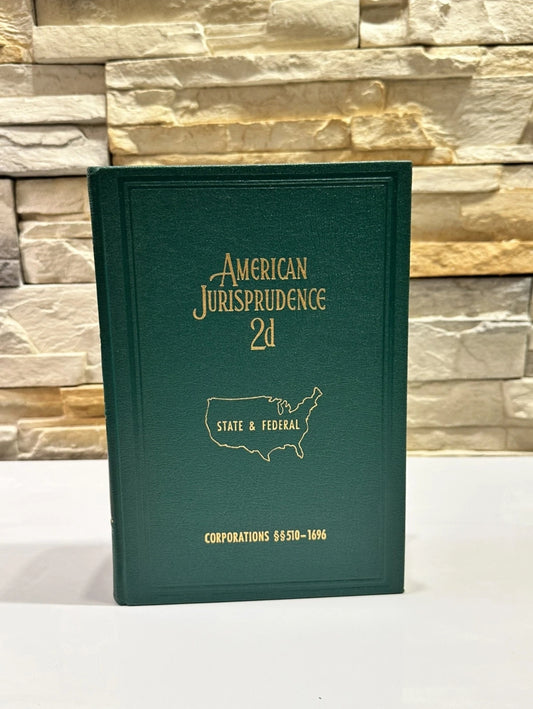 AMERICAN
JURISPRUDENCE
2d
STATE & FEDERAL
CORPORATIONS §§510–1696